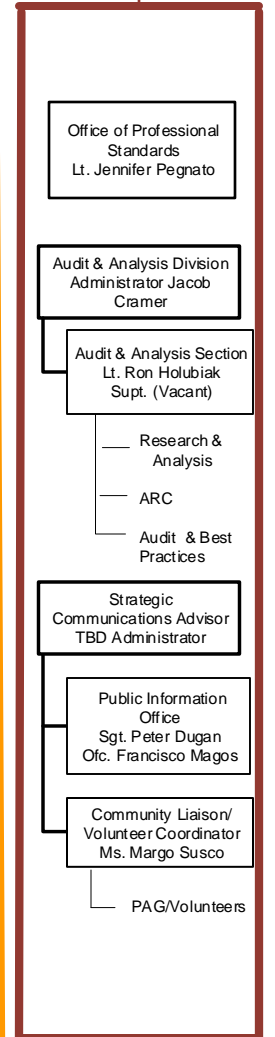 Office of Professional
Standards
Lt. Jennifer Pegnato
Audit & Analysis Division
Administrator Jacob
Cramer
Audit & Analysis Section
Lt. Ron Holubiak
Supt. (Vacant)
Research &
Analysis
ARC
Audit & Best
Practices
Strategic
Communications Advisor
TBD Administrator
Public Information
Office
Sgt. Peter Dugan
Ofc. Francisco Magos
Community Liaison/
Volunteer Coordinator
Ms. Margo Susco
PAG/Volunteers